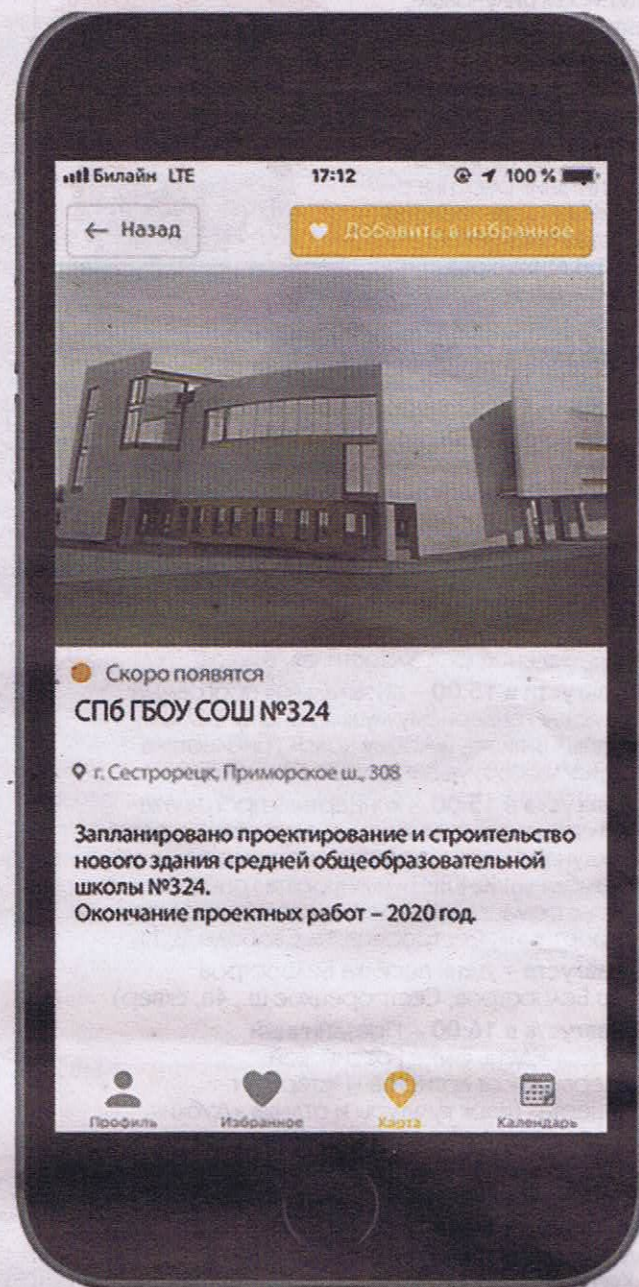 Билайн LTE 17:12 100 %
← Назад
Добавить в избранное
Скоро появятся
СПб ГБОУ СОШ №324
г. Сестрорецк, Приморское ш., 308
Запланировано проектирование и строительство
нового здания средней общеобразовательной
школы №324.
Окончание проектных работ – 2020 год.
Профиль Избранное Карта Календарь